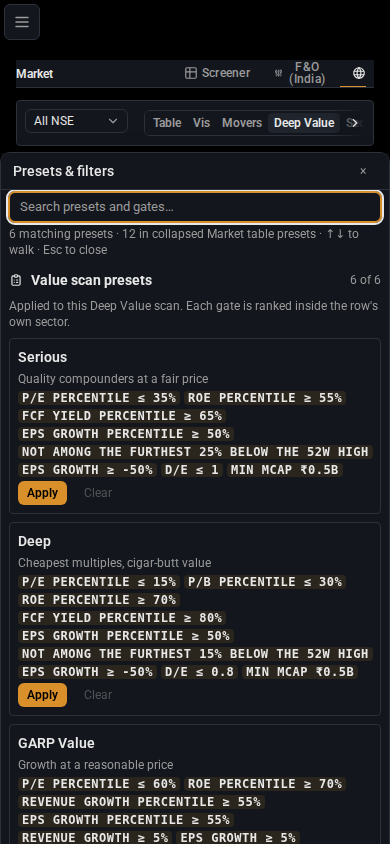 Market
Screener
F&O
(India)
All NSE
Table Vis Movers Deep Value
Presets & filters ×
Search presets and gates…
6 matching presets · 12 in collapsed Market table presets · ↑↓ to
walk · Esc to close
Value scan presets 6 of 6
Applied to this Deep Value scan. Each gate is ranked inside the row's
own sector.
Serious
Quality compounders at a fair price
P/E PERCENTILE ≤ 35% ROE PERCENTILE ≥ 55%
FCF YIELD PERCENTILE ≥ 65%
EPS GROWTH PERCENTILE ≥ 50%
NOT AMONG THE FURTHEST 25% BELOW THE 52W HIGH
EPS GROWTH ≥ -50% D/E ≤ 1 MIN MCAP ₹0.5B
Apply Clear
Deep
Cheapest multiples, cigar-butt value
P/E PERCENTILE ≤ 15% P/B PERCENTILE ≤ 30%
ROE PERCENTILE ≥ 70%
FCF YIELD PERCENTILE ≥ 80%
EPS GROWTH PERCENTILE ≥ 50%
NOT AMONG THE FURTHEST 15% BELOW THE 52W HIGH
EPS GROWTH ≥ -50% D/E ≤ 0.8 MIN MCAP ₹0.5B
Apply Clear
GARP Value
Growth at a reasonable price
P/E PERCENTILE ≤ 60% ROE PERCENTILE ≥ 70%
REVENUE GROWTH PERCENTILE ≥ 55%
EPS GROWTH PERCENTILE ≥ 55%
REVENUE GROWTH ≥ 5% EPS GROWTH ≥ 5%